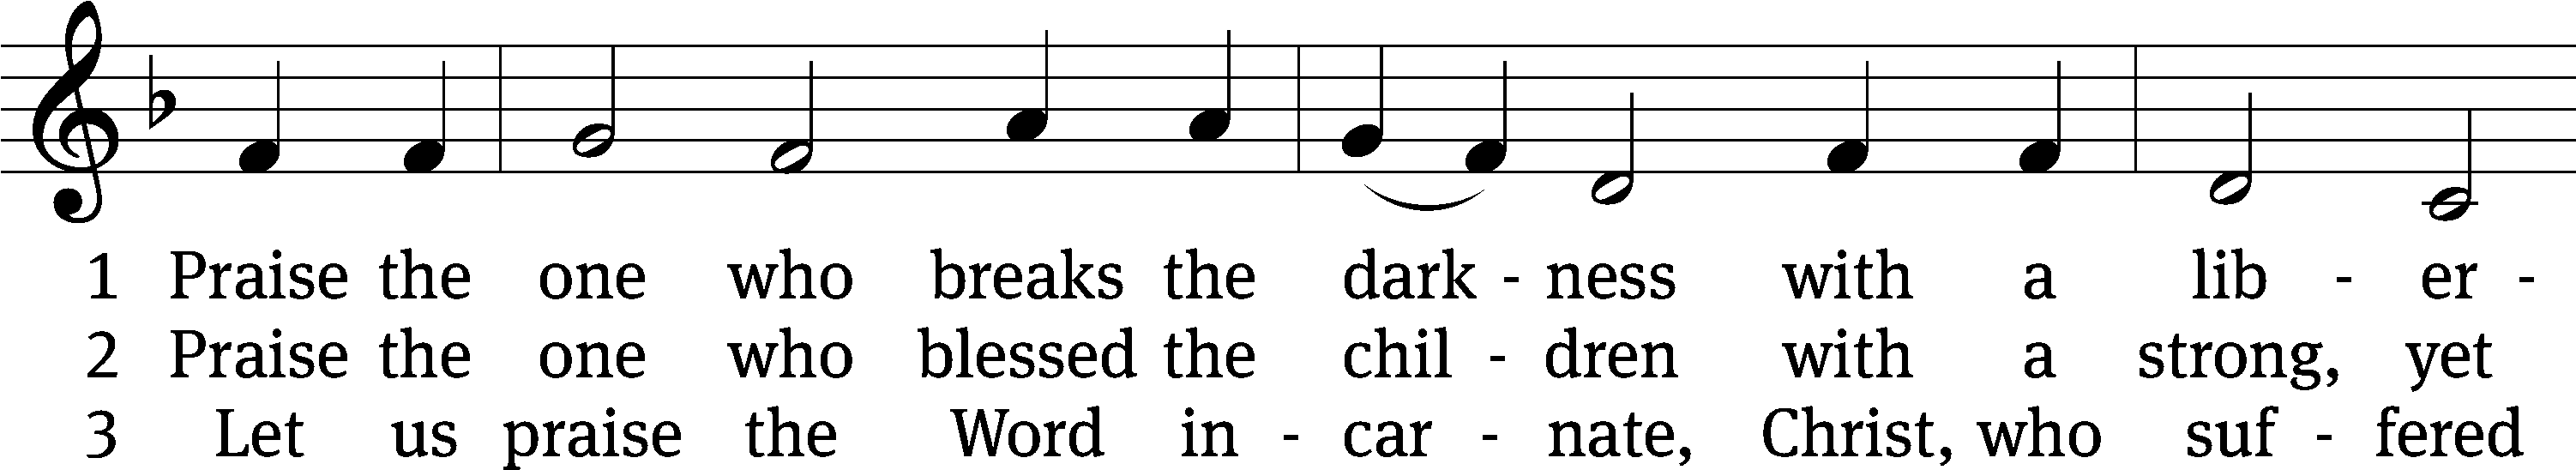 1 Praise the one who breaks the dark - ness with a lib - er -
2 Praise the one who blessed the chil - dren with a strong, yet
3 Let us praise the Word in - car - nate, Christ, who suf - fered